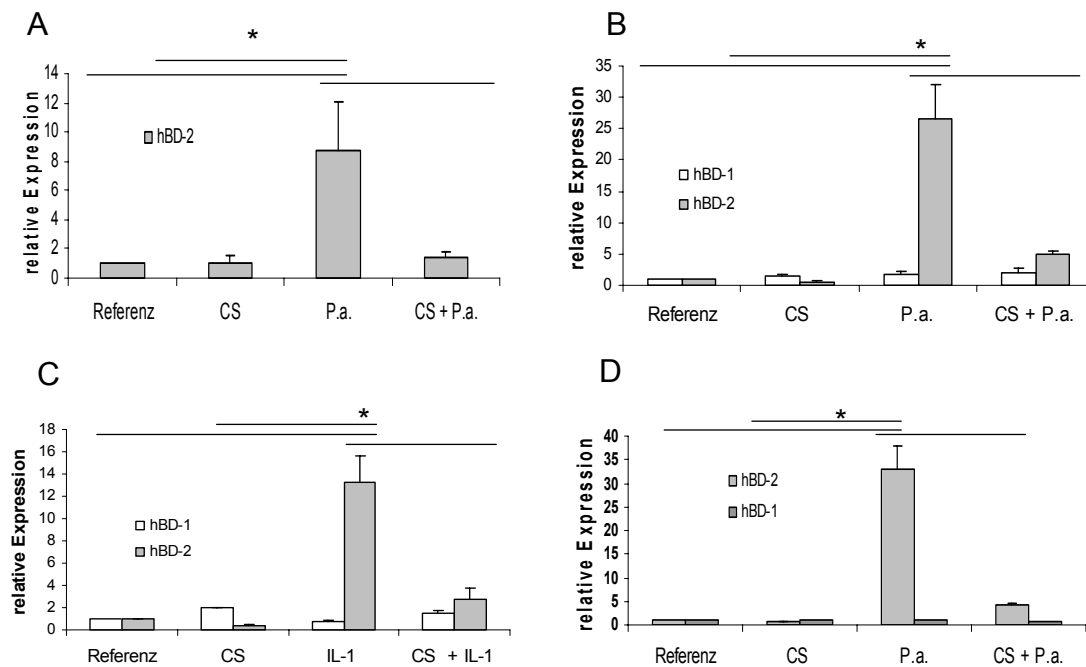 A
*
relative Expression
14
12
10
8
6
4
2
0
hBD-2
Referenz CS P.a. CS + P.a.
B
*
relative Expression
35
30
25
20
15
10
5
0
hBD-1
hBD-2
Referenz CS P.a. CS + P.a.
C
*
relative Expression
18
16
14
12
10
8
6
4
2
0
hBD-1
hBD-2
Referenz CS IL-1 CS + IL-1
D
*
relative Expression
40
35
30
25
20
15
10
5
0
hBD-2
hBD-1
Referenz CS P.a. CS + P.a.